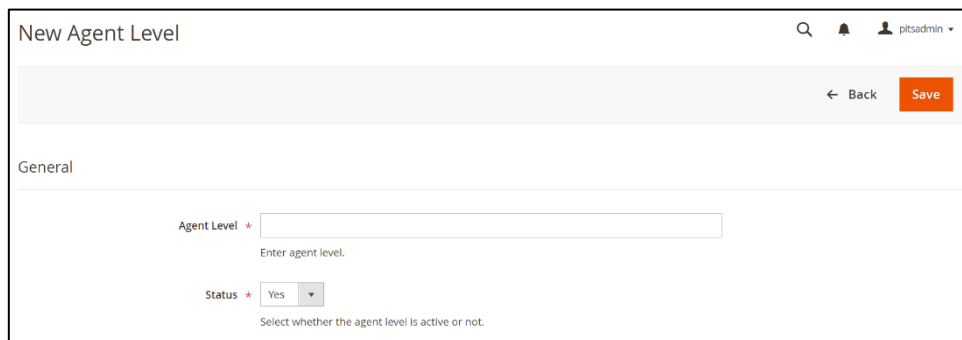 New Agent Level
pitsadmin
← Back
Save
General
Agent Level *
Enter agent level.
Status * Yes
Select whether the agent level is active or not.